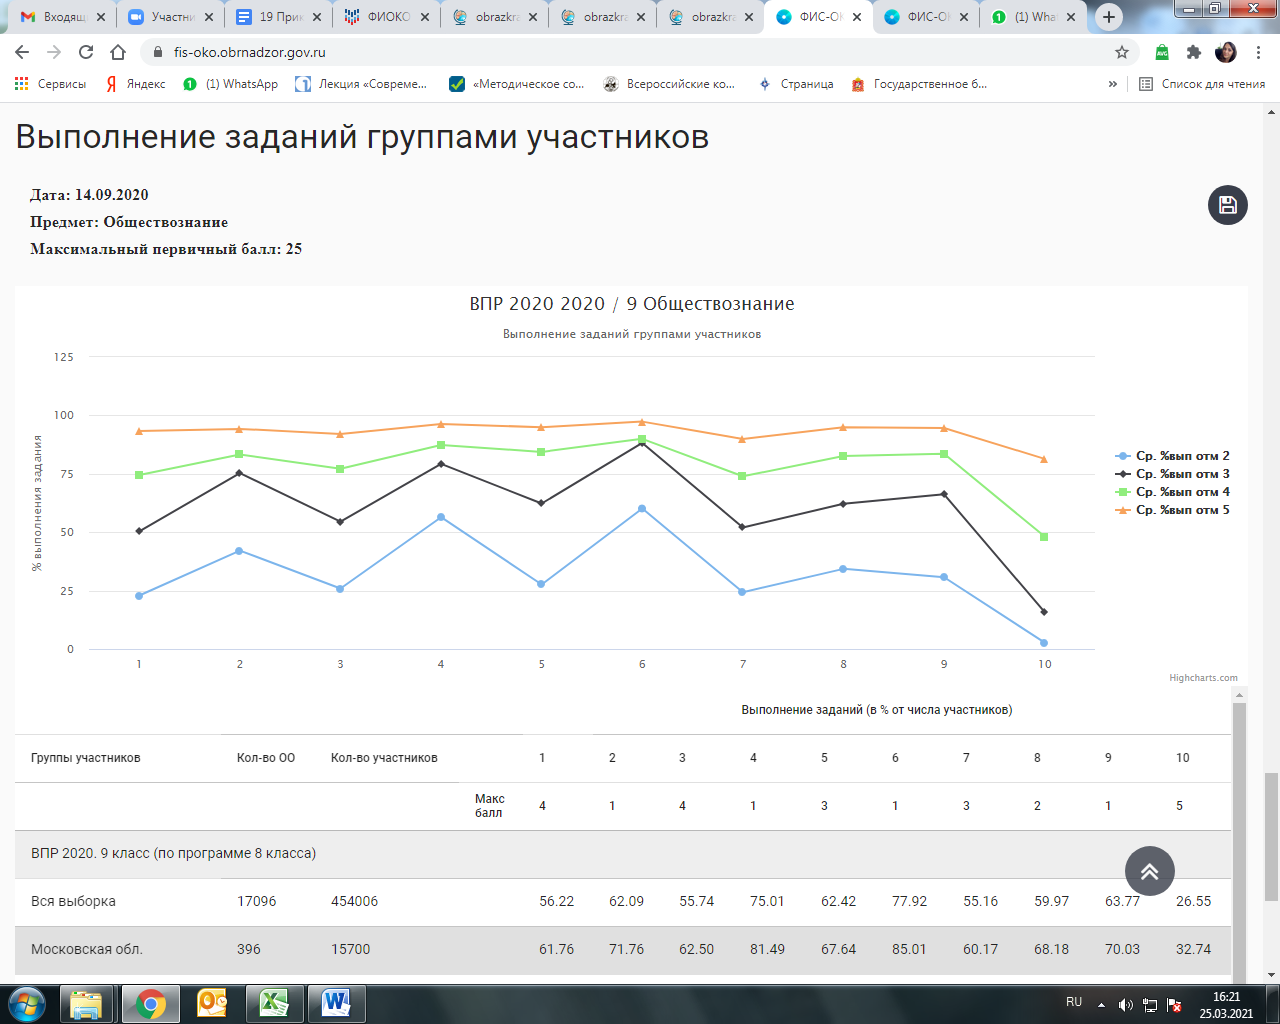 Входящи Участни 19 При ФИОКО obrazkra obrazkra obrazkra ФИС-ОК ФИС-ОК (1) What
fis-oko.obrnadzor.gov.ru
Сервисы Яндекс (1) WhatsApp Лекция «Совреме... «Методическое со... Всероссийские ко... Страница Государственное б... » Список для чтения
Выполнение заданий группами участников
Дата: 14.09.2020
Предмет: Обществознание
Максимальный первичный балл: 25
ВПР 2020 2020 / 9 Обществознание
Выполнение заданий группами участников
% выполнения задания
125
100
75
50
25
0
1 2 3 4 5 6 7 8 9 10
Ср. %вып отм 2
Ср. %вып отм 3
Ср. %вып отм 4
Ср. %вып отм 5
Highcharts.com
Выполнение заданий (в % от числа участников)
Группы участников Кол-во ОО Кол-во участников 1 2 3 4 5 6 7 8 9 10
Макс
балл 4 1 4 1 3 1 3 2 1 5
ВПР 2020. 9 класс (по программе 8 класса)
Вся выборка 17096 454006 56.22 62.09 55.74 75.01 62.42 77.92 55.16 59.97 63.77 26.55
Московская обл. 396 15700 61.76 71.76 62.50 81.49 67.64 85.01 60.17 68.18 70.03 32.74
RU 16:21
25.03.2021